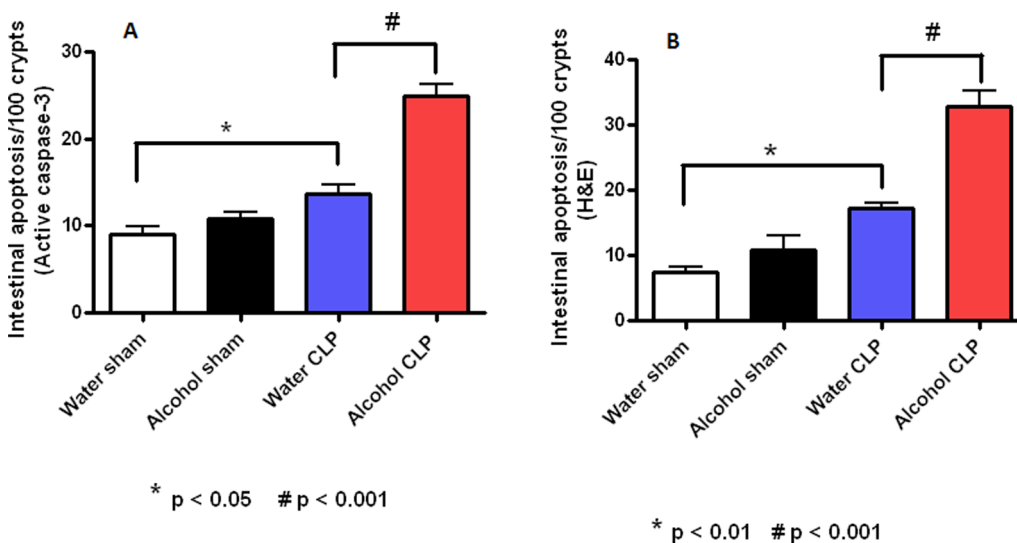 A
#
Intestinal apoptosis/100 crypts
(Active caspase-3)
30
20
10
0
*
Water sham
Alcohol sham
Water CLP
Alcohol CLP
* p < 0.05 # p < 0.001
B
#
Intestinal apoptosis/100 crypts
(H&E)
40
30
20
10
0
*
Water sham
Alcohol sham
Water CLP
Alcohol CLP
* p < 0.01 # p < 0.001